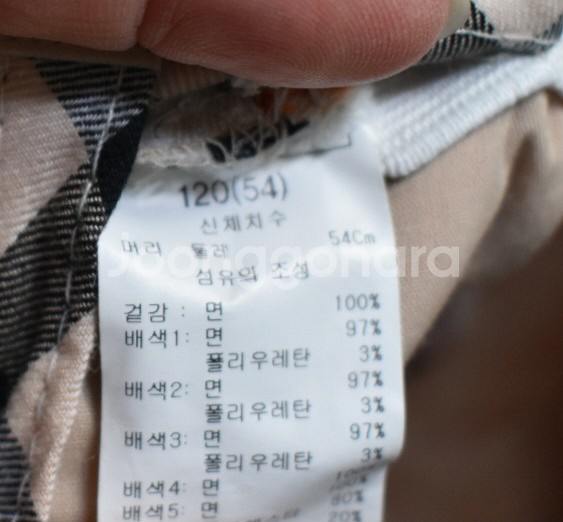 120(54)
신체치수
머리 둘레 54Cm
Joonggonara
섬유의 조성
겉감 : 면 100%
배색1: 면 97%
폴리우레탄 3%
배색2: 면 97%
폴리우레탄 3%
배색3: 면 97%
폴리우레탄 3%
배색4: 면 100%
배색5: 면 80%
20%